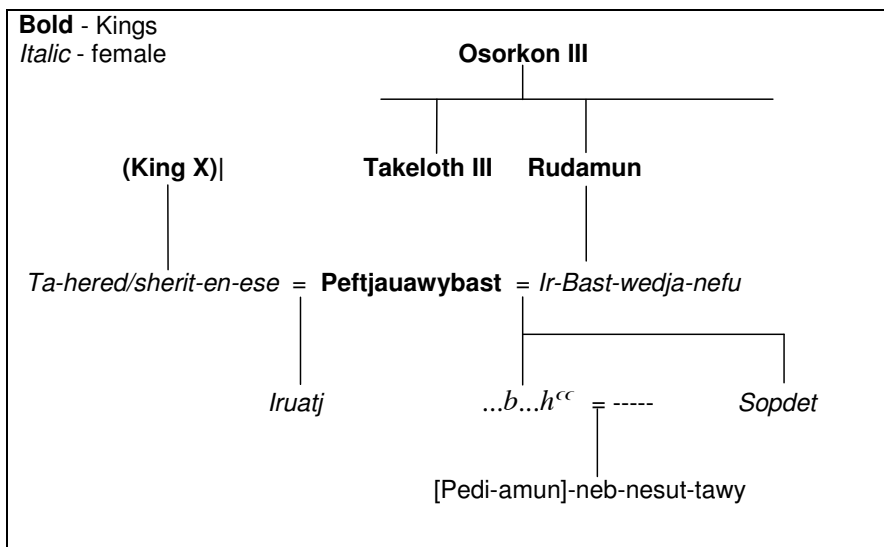 Bold - Kings
Italic - female
Osorkon III
(King X)| Takeloth III Rudamun
Ta-hered/sherit-en-ese = Peftjauawybast = Ir-Bast-wedja-nefu
Iruatj ...b...hᶜᶜ = ----- Sopdet
[Pedi-amun]-neb-nesut-tawy